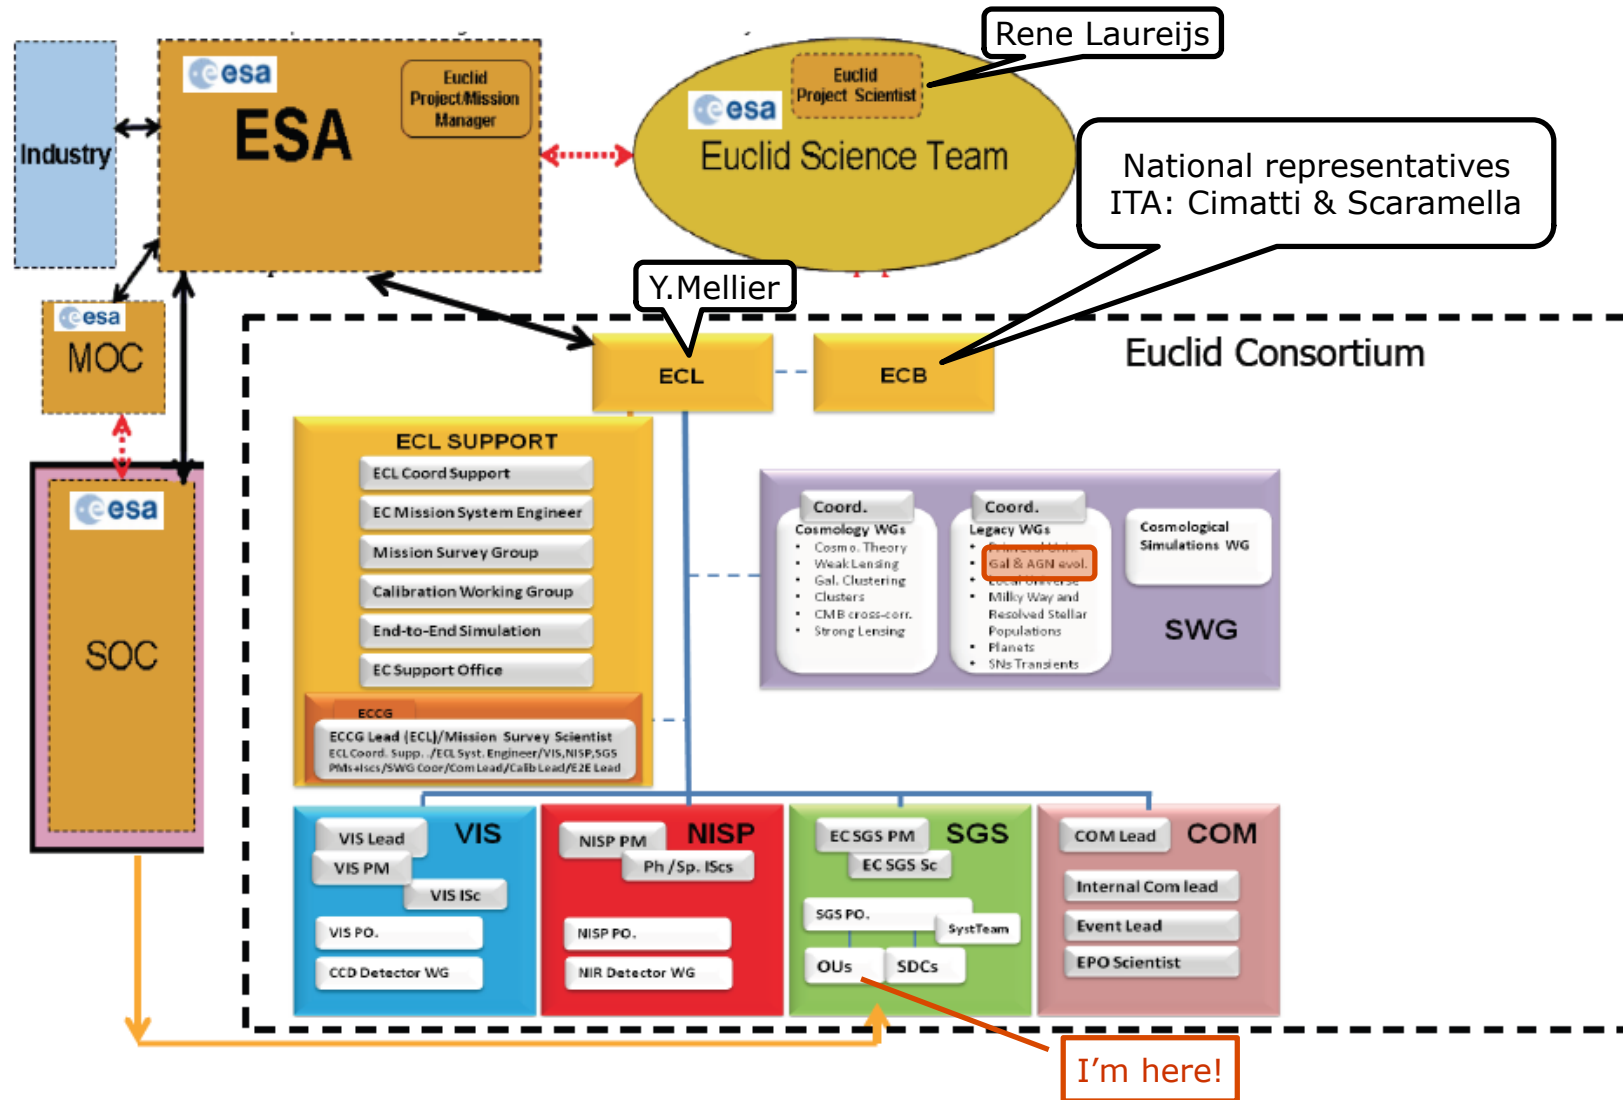 Rene Laureijs
esa
Euclid
Project/Mission
Manager
ESA
Industry
Euclid
Project Scientist
esa
Euclid Science Team
National representatives
ITA: Cimatti & Scaramella
Y.Mellier
esa
MOC
Euclid Consortium
ECL
ECB
ECL SUPPORT
ECL Coord Support
EC Mission System Engineer
Mission Survey Group
Calibration Working Group
End-to-End Simulation
EC Support Office
ECCG
ECCG Lead (ECL)/Mission Survey Scientist
ECL Coord. Supp. ./ECL Syst. Engineer/VIS,NISP,SGS
PMs+Iscs/SWG Coor/Com Lead/Calib Lead/E2E Lead
esa
SOC
Coord.
Cosmology WGs
• Cosmo. Theory
• Weak Lensing
• Gal. Clustering
• Clusters
• CMB cross-corr.
• Strong Lensing
Coord.
Legacy WGs
• Gal & AGN evol.
• Local Universe
• Milky Way and
Resolved Stellar
Populations
• Planets
• SNs Transients
Cosmological
Simulations WG
SWG
VIS Lead
VIS
VIS PM
VIS ISc
VIS PO.
CCD Detector WG
NISP PM
NISP
Ph /Sp. IScs
NISP PO.
NIR Detector WG
EC SGS PM
SGS
EC SGS Sc
SGS PO.
SystTeam
OUs
SDCs
COM Lead
COM
Internal Com lead
Event Lead
EPO Scientist
I'm here!